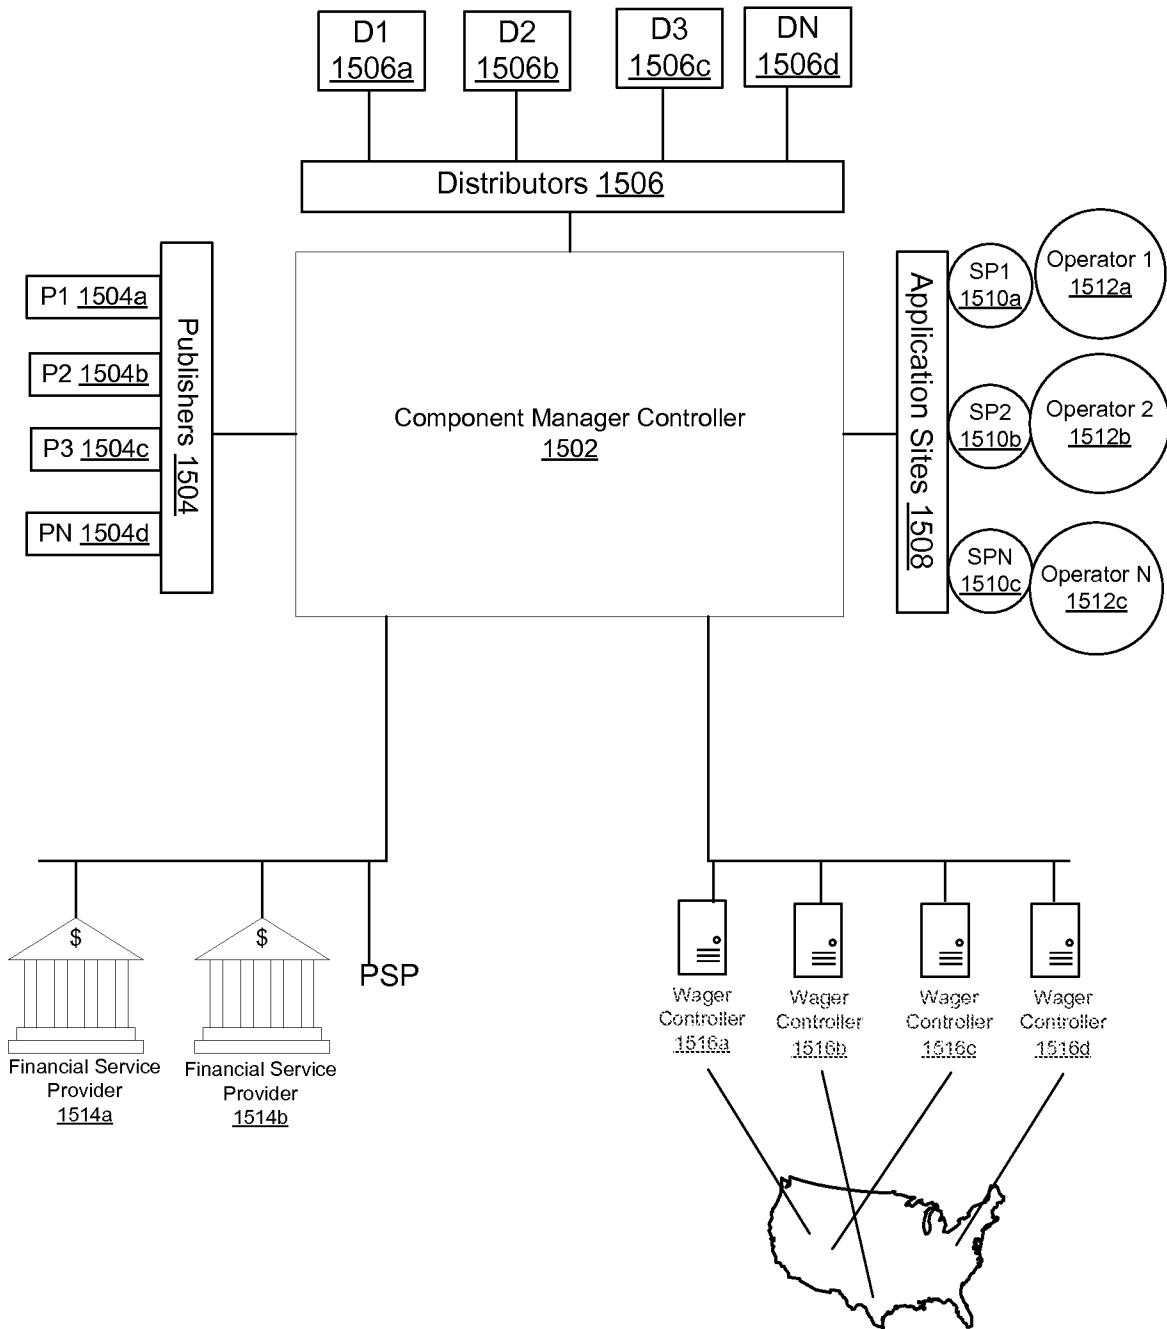 D1
1506a
D2
1506b
D3
1506c
DN
1506d
Distributors 1506
P1 1504a
P2 1504b
P3 1504c
PN 1504d
Publishers 1504
Component Manager Controller
1502
Application Sites 1508
SP1
1510a
Operator 1
1512a
SP2
1510b
Operator 2
1512b
SPN
1510c
Operator N
1512c
$
Financial Service
Provider
1514a
$
Financial Service
Provider
1514b
PSP
Wager
Controller
1516a
Wager
Controller
1516b
Wager
Controller
1516c
Wager
Controller
1516d